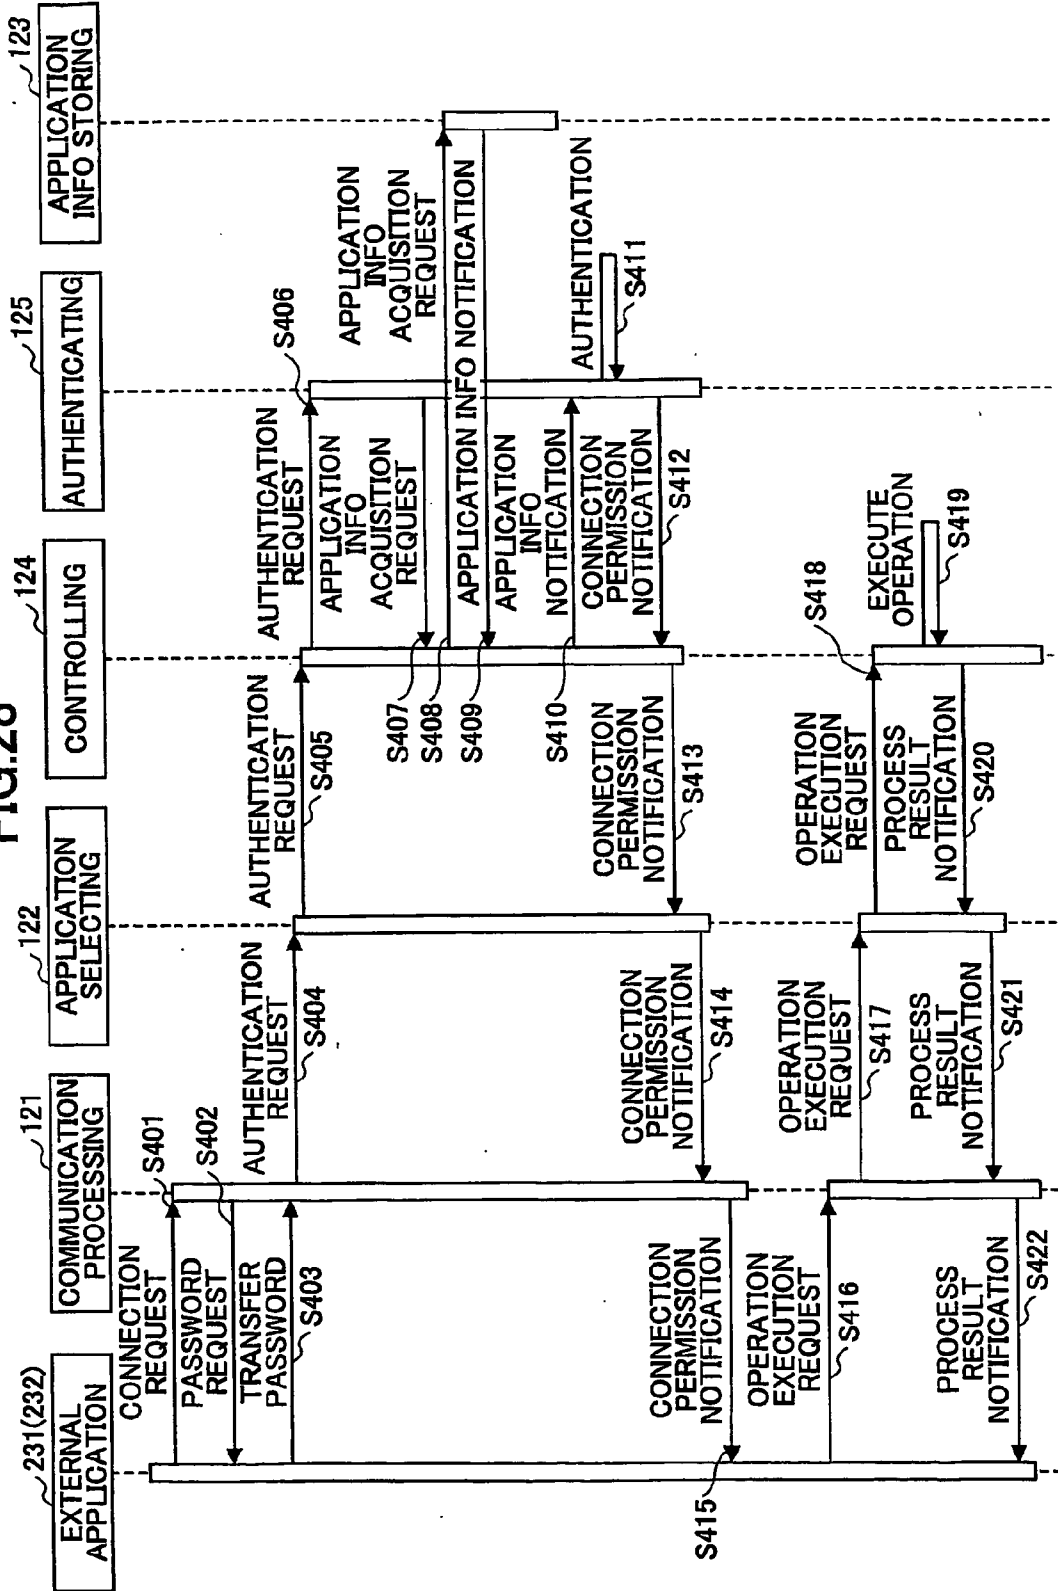 FIG.28
231(232)
EXTERNAL
APPLICATION
121
COMMUNICATION
PROCESSING
122
APPLICATION
SELECTING
124
CONTROLLING
125
AUTHENTICATING
123
APPLICATION
INFO STORING
CONNECTION
REQUEST
S401
PASSWORD
REQUEST
S402
TRANSFER
PASSWORD
S403
AUTHENTICATION
REQUEST
S404
AUTHENTICATION
REQUEST
S405
AUTHENTICATION
REQUEST
S406
APPLICATION
INFO
ACQUISITION
REQUEST
S407
APPLICATION
INFO
ACQUISITION
REQUEST
S408
APPLICATION INFO NOTIFICATION
S409
APPLICATION
INFO
NOTIFICATION
S410
AUTHENTICATION
S411
CONNECTION
PERMISSION
NOTIFICATION
S412
CONNECTION
PERMISSION
NOTIFICATION
S413
CONNECTION
PERMISSION
NOTIFICATION
S414
CONNECTION
PERMISSION
NOTIFICATION
S415
OPERATION
EXECUTION
REQUEST
S416
OPERATION
EXECUTION
REQUEST
S417
OPERATION
EXECUTION
REQUEST
S418
EXECUTE
OPERATION
S419
PROCESS
RESULT
NOTIFICATION
S420
PROCESS
RESULT
NOTIFICATION
S421
PROCESS
RESULT
NOTIFICATION
S422